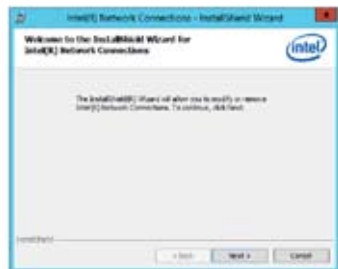 Intel(R) Network Connections - InstallShield Wizard
Welcome to the InstallShield Wizard for
Intel(R) Network Connections
intel
The InstallShield(R) Wizard will allow you to modify or remove
Intel(R) Network Connections. To continue, click Next.
InstallShield
< Back
Next >
Cancel